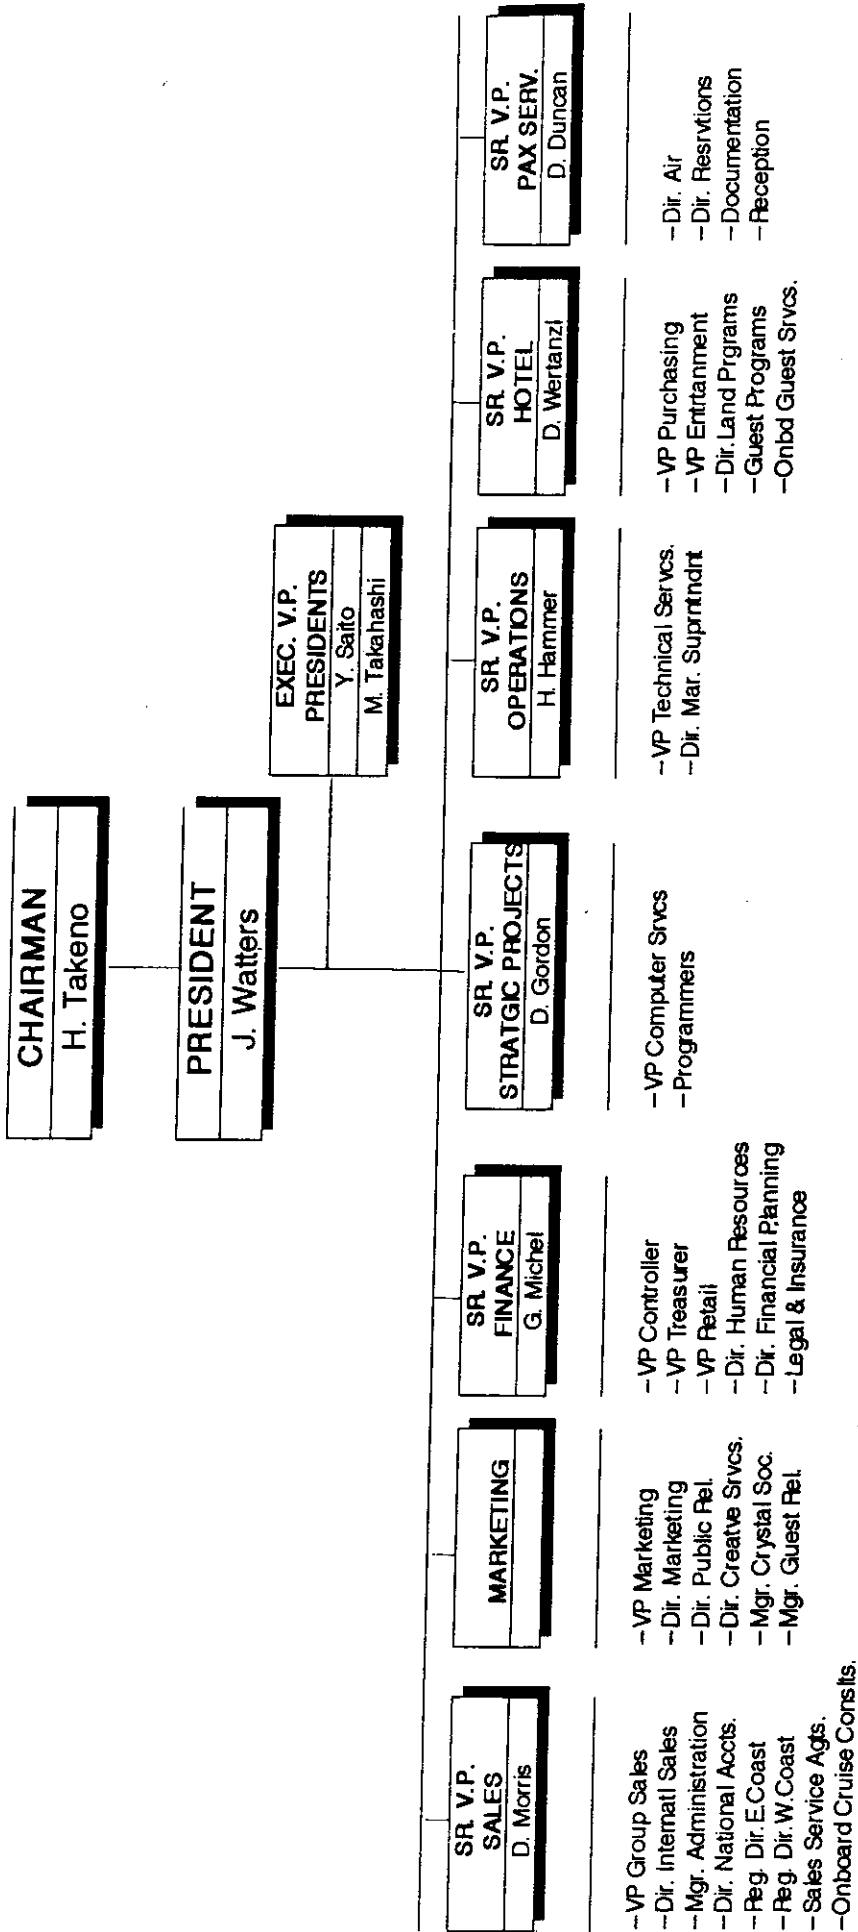 CHAIRMAN
H. Takeno
PRESIDENT
J. Watters
EXEC. V.P.
PRESIDENTS
Y. Saito
M. Takahashi
SR. V.P.
SALES
D. Morris
MARKETING
SR. V.P.
FINANCE
G. Michel
SR. V.P.
STRATGIC PROJECTS
D. Gordon
SR. V.P.
OPERATIONS
H. Hammer
SR. V.P.
HOTEL
D. Wertanzl
SR. V.P.
PAX SERV.
D. Duncan
–VP Group Sales
–Dir. Internatl Sales
–Mgr. Administration
–Dir. National Accts.
–Reg. Dir. E.Coast
–Reg. Dir. W.Coast
–Sales Service Agts.
–Onboard Cruise Conslts.
–VP Marketing
–Dir. Marketing
–Dir. Public Rel.
–Dir. Creatve Srvcs.
–Mgr. Crystal Soc.
–Mgr. Guest Rel.
–VP Controller
–VP Treasurer
–VP Retail
–Dir. Human Resources
–Dir. Financial Planning
–Legal & Insurance
–VP Computer Srvcs
–Programmers
–VP Technical Servcs.
–Dir. Mar. Suprntndnt
–VP Purchasing
–VP Entrtanment
–Dir.Land Prgrams
–Guest Programs
–Onbd Guest Srvcs.
–Dir. Air
–Dir. Resrvtions
–Documentation
–Reception